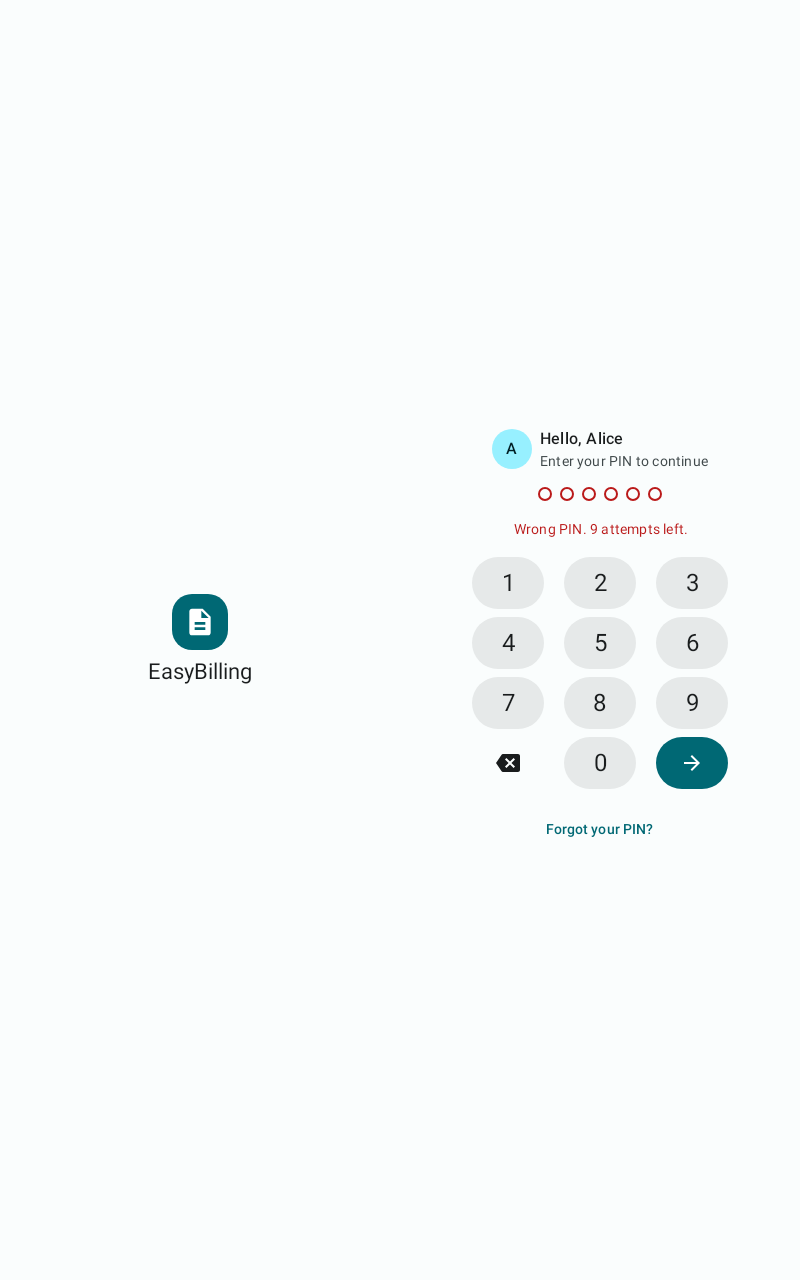 EasyBilling
A
Hello, Alice
Enter your PIN to continue
Wrong PIN. 9 attempts left.
1 2 3
4 5 6
7 8 9
0
Forgot your PIN?